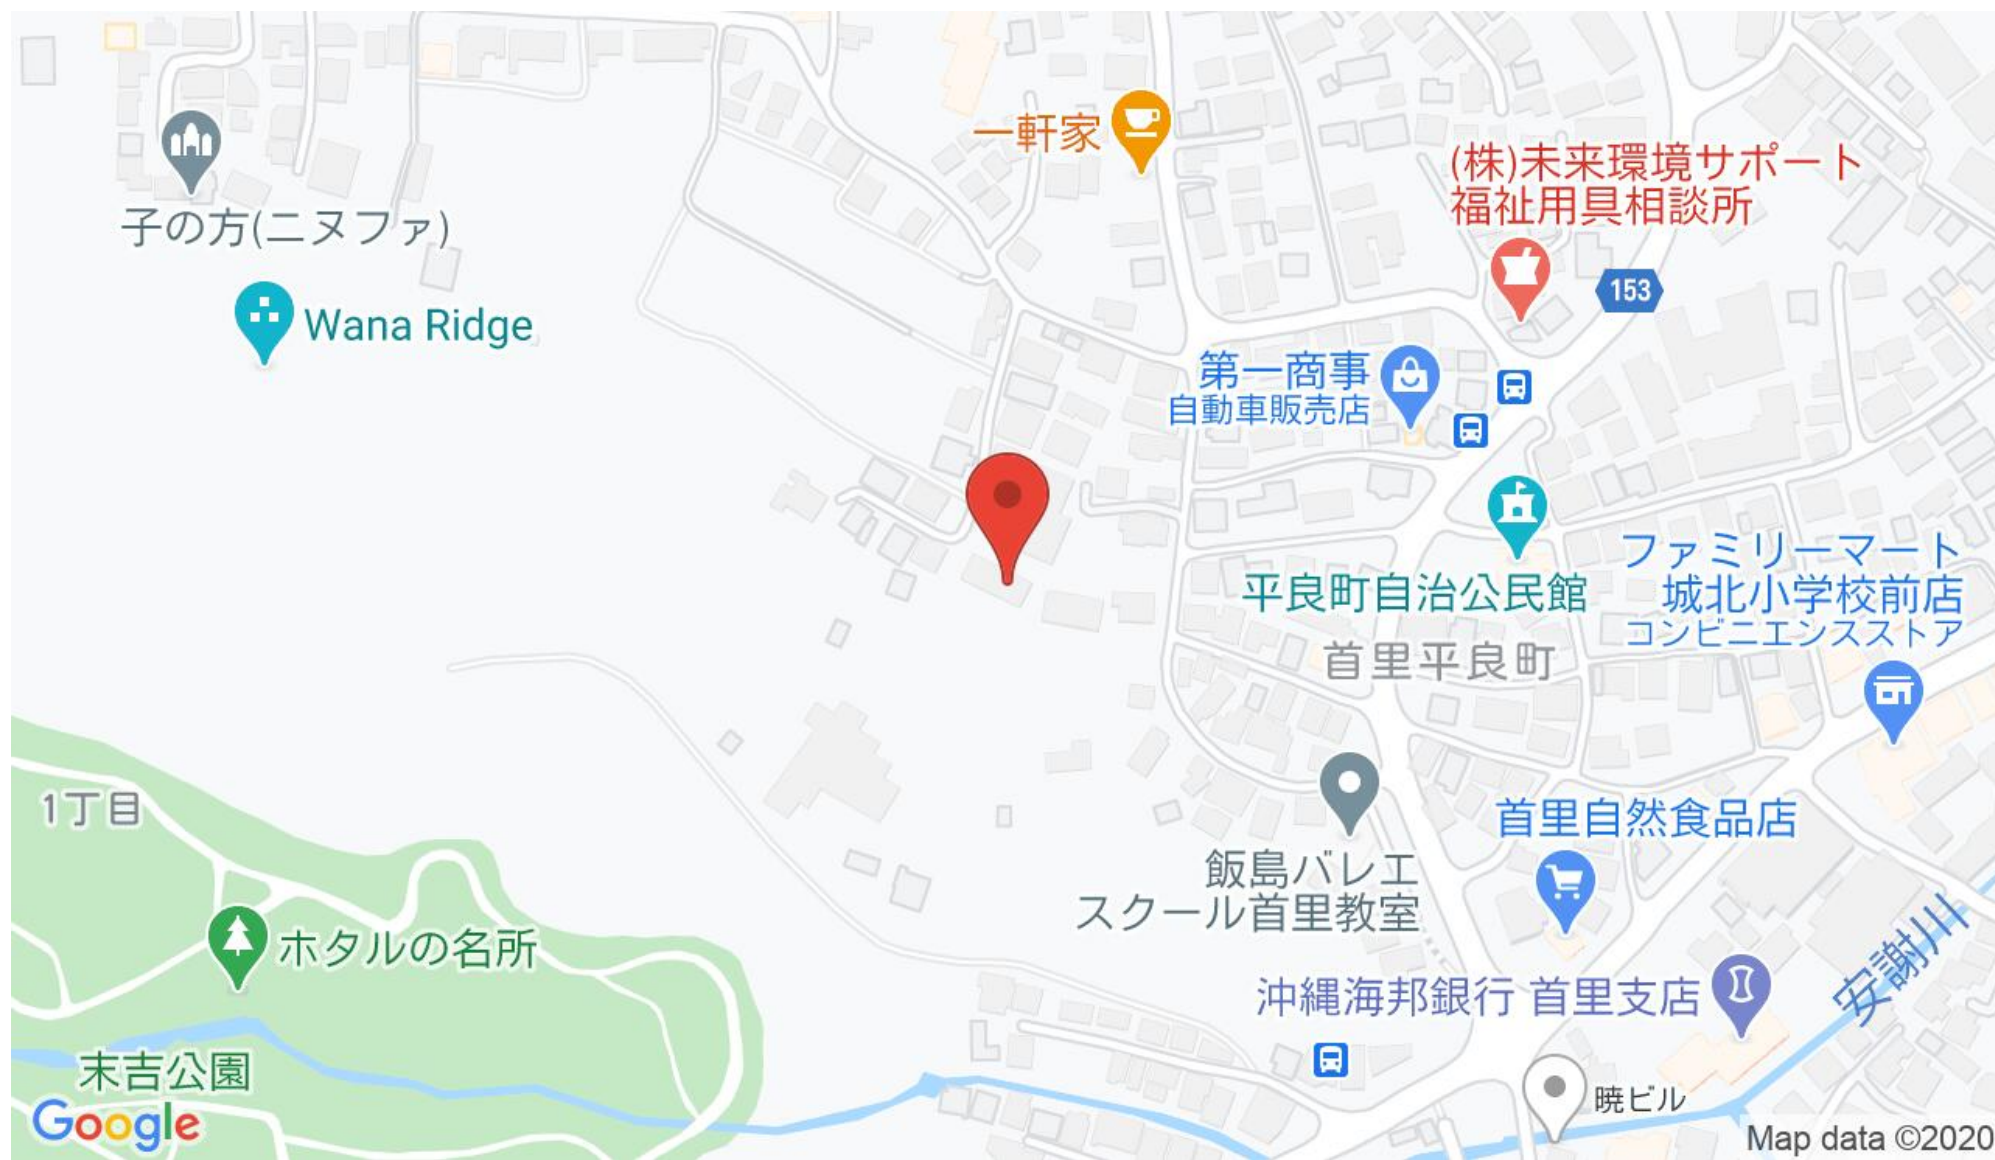 一軒家
(株)未来環境サポート
福祉用具相談所
子の方(ニヌファ)
153
Wana Ridge
第一商事
自動車販売店
ファミリーマート
城北小学校前店
コンビニエンスストア
平良町自治公民館
首里平良町
1丁目
首里自然食品店
飯島バレエ
スクール首里教室
ホタルの名所
安謝川
沖縄海邦銀行 首里支店
末吉公園
暁ビル
Google
Map data ©2020